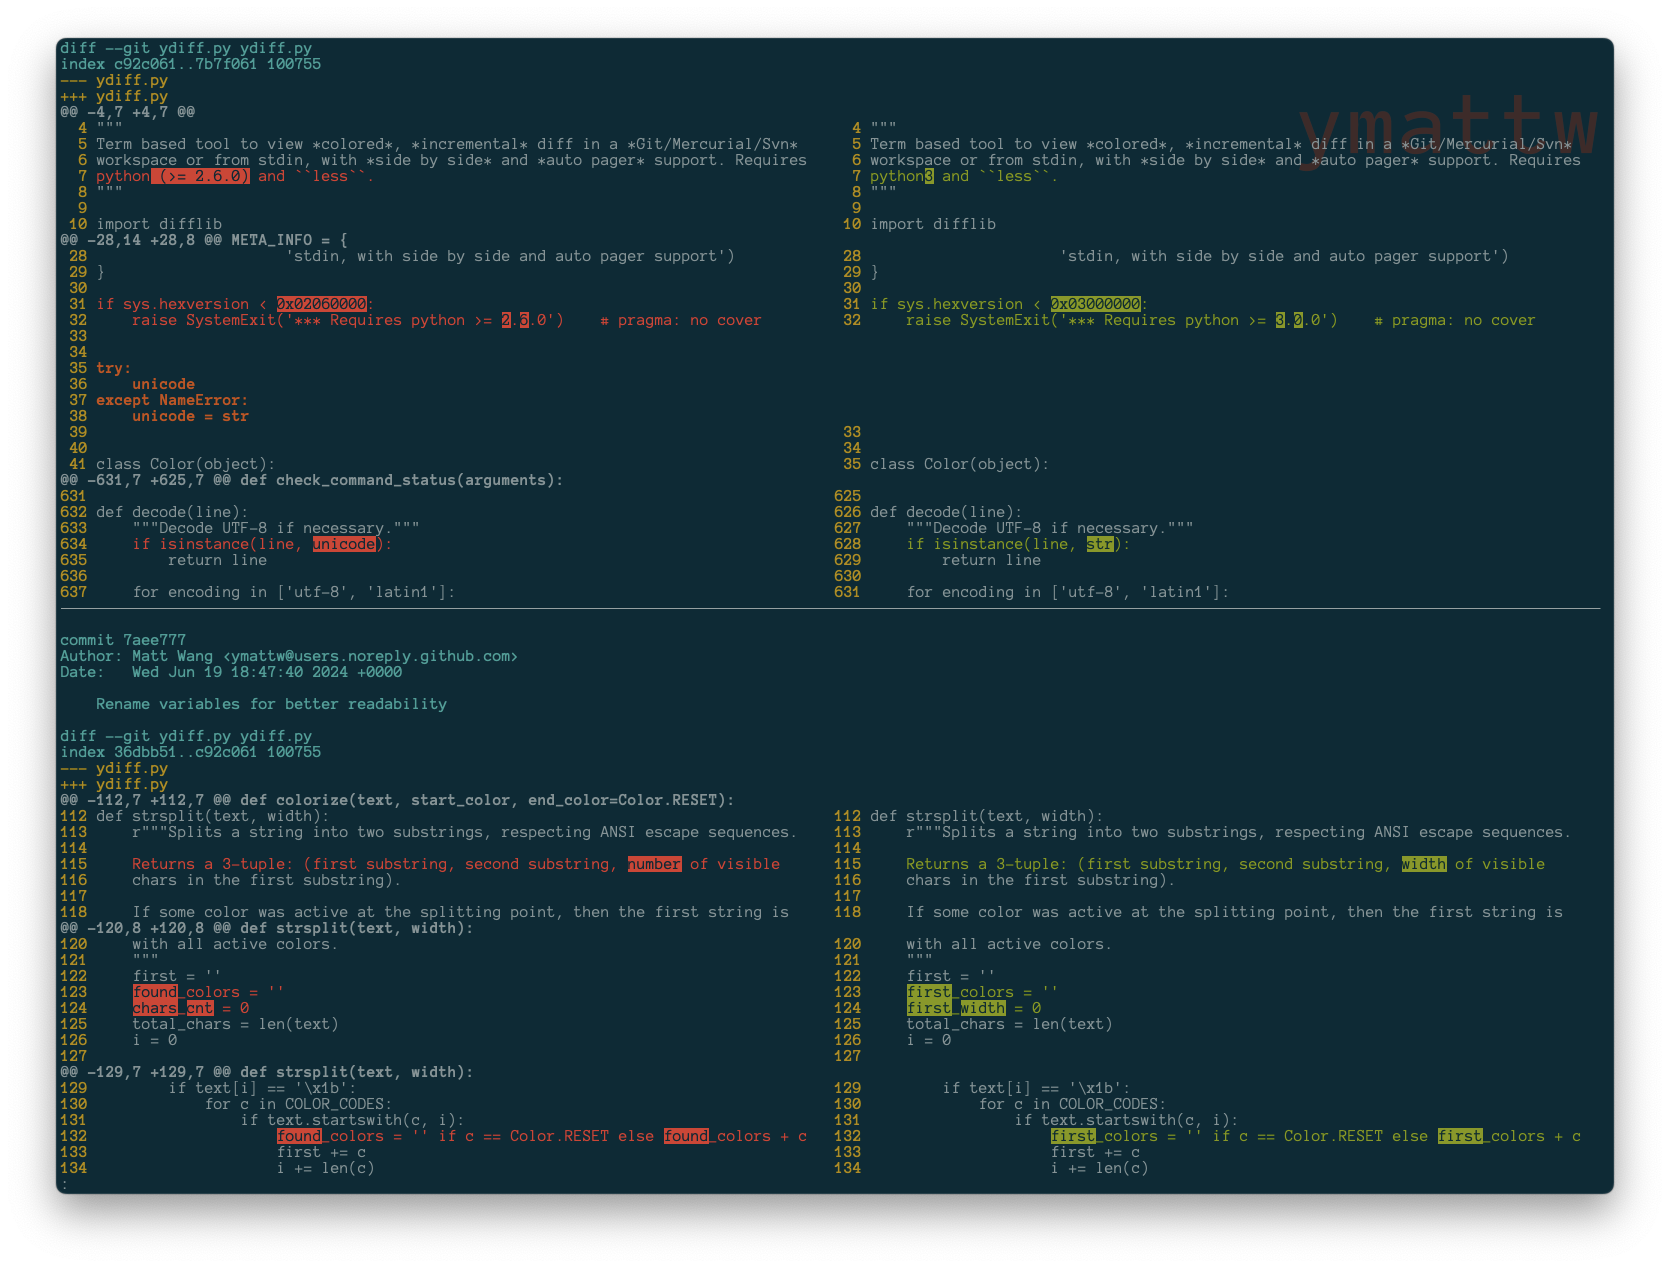 diff --git ydiff.py ydiff.py
index c92c061..7b7f061 100755
--- ydiff.py
+++ ydiff.py
ymattw
@@ -4,7 +4,7 @@
4 """ 4 """
5 Term based tool to view *colored*, *incremental* diff in a *Git/Mercurial/Svn* 5 Term based tool to view *colored*, *incremental* diff in a *Git/Mercurial/Svn*
6 workspace or from stdin, with *side by side* and *auto pager* support. Requires 6 workspace or from stdin, with *side by side* and *auto pager* support. Requires
7 python (>= 2.6.0) and ``less``. 7 python3 and ``less``.
8 """ 8 """
9 9
10 import difflib 10 import difflib
@@ -28,14 +28,8 @@ META_INFO = {
28 'stdin, with side by side and auto pager support') 28 'stdin, with side by side and auto pager support')
29 } 29 }
30 30
31 if sys.hexversion < 0x02060000: 31 if sys.hexversion < 0x03000000:
32 raise SystemExit('*** Requires python >= 2.6.0') # pragma: no cover 32 raise SystemExit('*** Requires python >= 3.0.0') # pragma: no cover
33
34
35 try:
36 unicode
37 except NameError:
38 unicode = str
39 33
40 34
41 class Color(object): 35 class Color(object):
@@ -631,7 +625,7 @@ def check_command_status(arguments):
631 625
632 def decode(line): 626 def decode(line):
633 """Decode UTF-8 if necessary.""" 627 """Decode UTF-8 if necessary."""
634 if isinstance(line, unicode): 628 if isinstance(line, str):
635 return line 629 return line
636 630
637 for encoding in ['utf-8', 'latin1']: 631 for encoding in ['utf-8', 'latin1']:
commit 7aee777
Author: Matt Wang <ymattw@users.noreply.github.com>
Date: Wed Jun 19 18:47:40 2024 +0000
Rename variables for better readability
diff --git ydiff.py ydiff.py
index 36dbb51..c92c061 100755
--- ydiff.py
+++ ydiff.py
@@ -112,7 +112,7 @@ def colorize(text, start_color, end_color=Color.RESET):
112 def strsplit(text, width): 112 def strsplit(text, width):
113 r"""Splits a string into two substrings, respecting ANSI escape sequences. 113 r"""Splits a string into two substrings, respecting ANSI escape sequences.
114 114
115 Returns a 3-tuple: (first substring, second substring, number of visible 115 Returns a 3-tuple: (first substring, second substring, width of visible
116 chars in the first substring). 116 chars in the first substring).
117 117
118 If some color was active at the splitting point, then the first string is 118 If some color was active at the splitting point, then the first string is
@@ -120,8 +120,8 @@ def strsplit(text, width):
120 with all active colors. 120 with all active colors.
121 """ 121 """
122 first = '' 122 first = ''
123 found_colors = '' 123 first_colors = ''
124 chars_cnt = 0 124 first_width = 0
125 total_chars = len(text) 125 total_chars = len(text)
126 i = 0 126 i = 0
127 127
@@ -129,7 +129,7 @@ def strsplit(text, width):
129 if text[i] == '\x1b': 129 if text[i] == '\x1b':
130 for c in COLOR_CODES: 130 for c in COLOR_CODES:
131 if text.startswith(c, i): 131 if text.startswith(c, i):
132 found_colors = '' if c == Color.RESET else found_colors + c 132 first_colors = '' if c == Color.RESET else first_colors + c
133 first += c 133 first += c
134 i += len(c) 134 i += len(c)
: